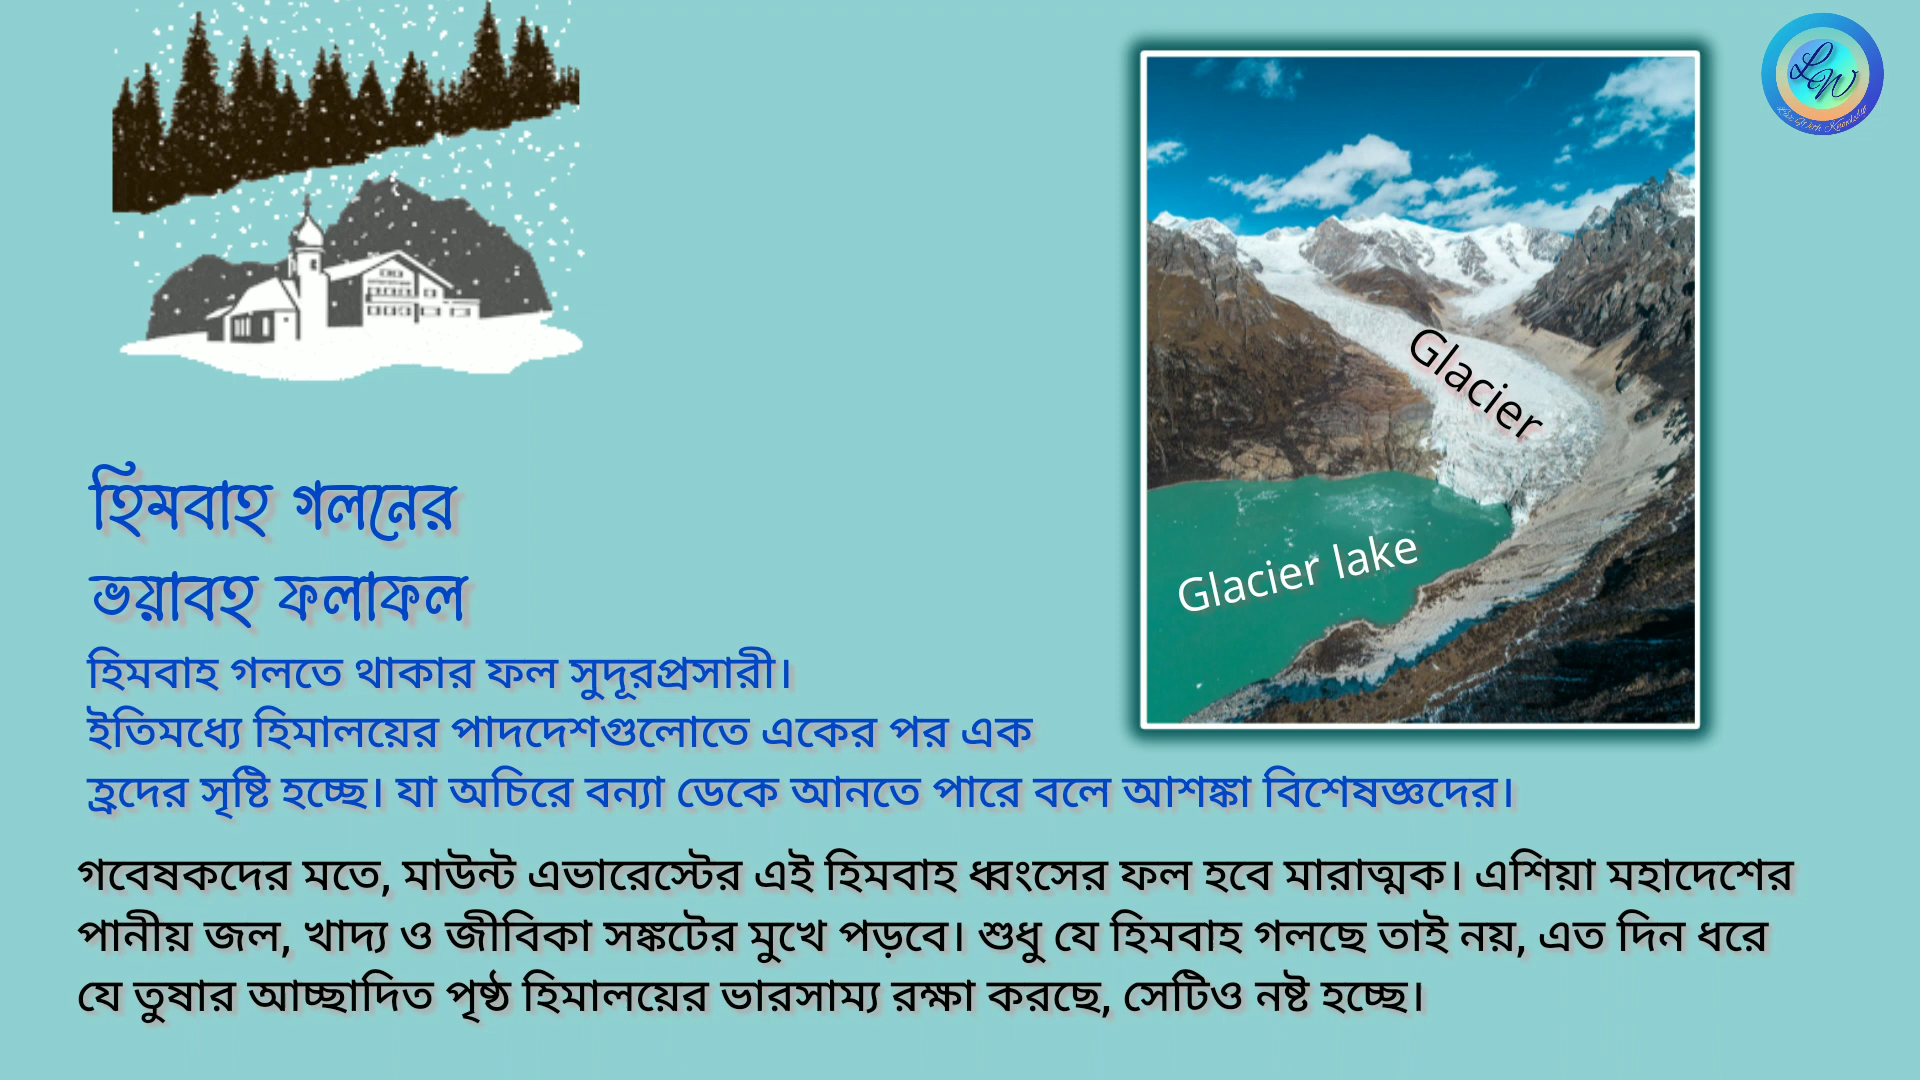 LW
Glacier
Glacier lake
হিমবাহ গলনের
ভয়াবহ ফলাফল
হিমবাহ গলতে থাকার ফল সুদূরপ্রসারী।
ইতিমধ্যে হিমালয়ের পাদদেশগুলোতে একের পর এক
হ্রদের সৃষ্টি হচ্ছে। যা অচিরে বন্যা ডেকে আনতে পারে বলে আশঙ্কা বিশেষজ্ঞদের।
গবেষকদের মতে, মাউন্ট এভারেস্টের এই হিমবাহ ধ্বংসের ফল হবে মারাত্মক। এশিয়া মহাদেশের
পানীয় জল, খাদ্য ও জীবিকা সঙ্কটের মুখে পড়বে। শুধু যে হিমবাহ গলছে তাই নয়, এত দিন ধরে
যে তুষার আচ্ছাদিত পৃষ্ঠ হিমালয়ের ভারসাম্য রক্ষা করছে, সেটিও নষ্ট হচ্ছে।